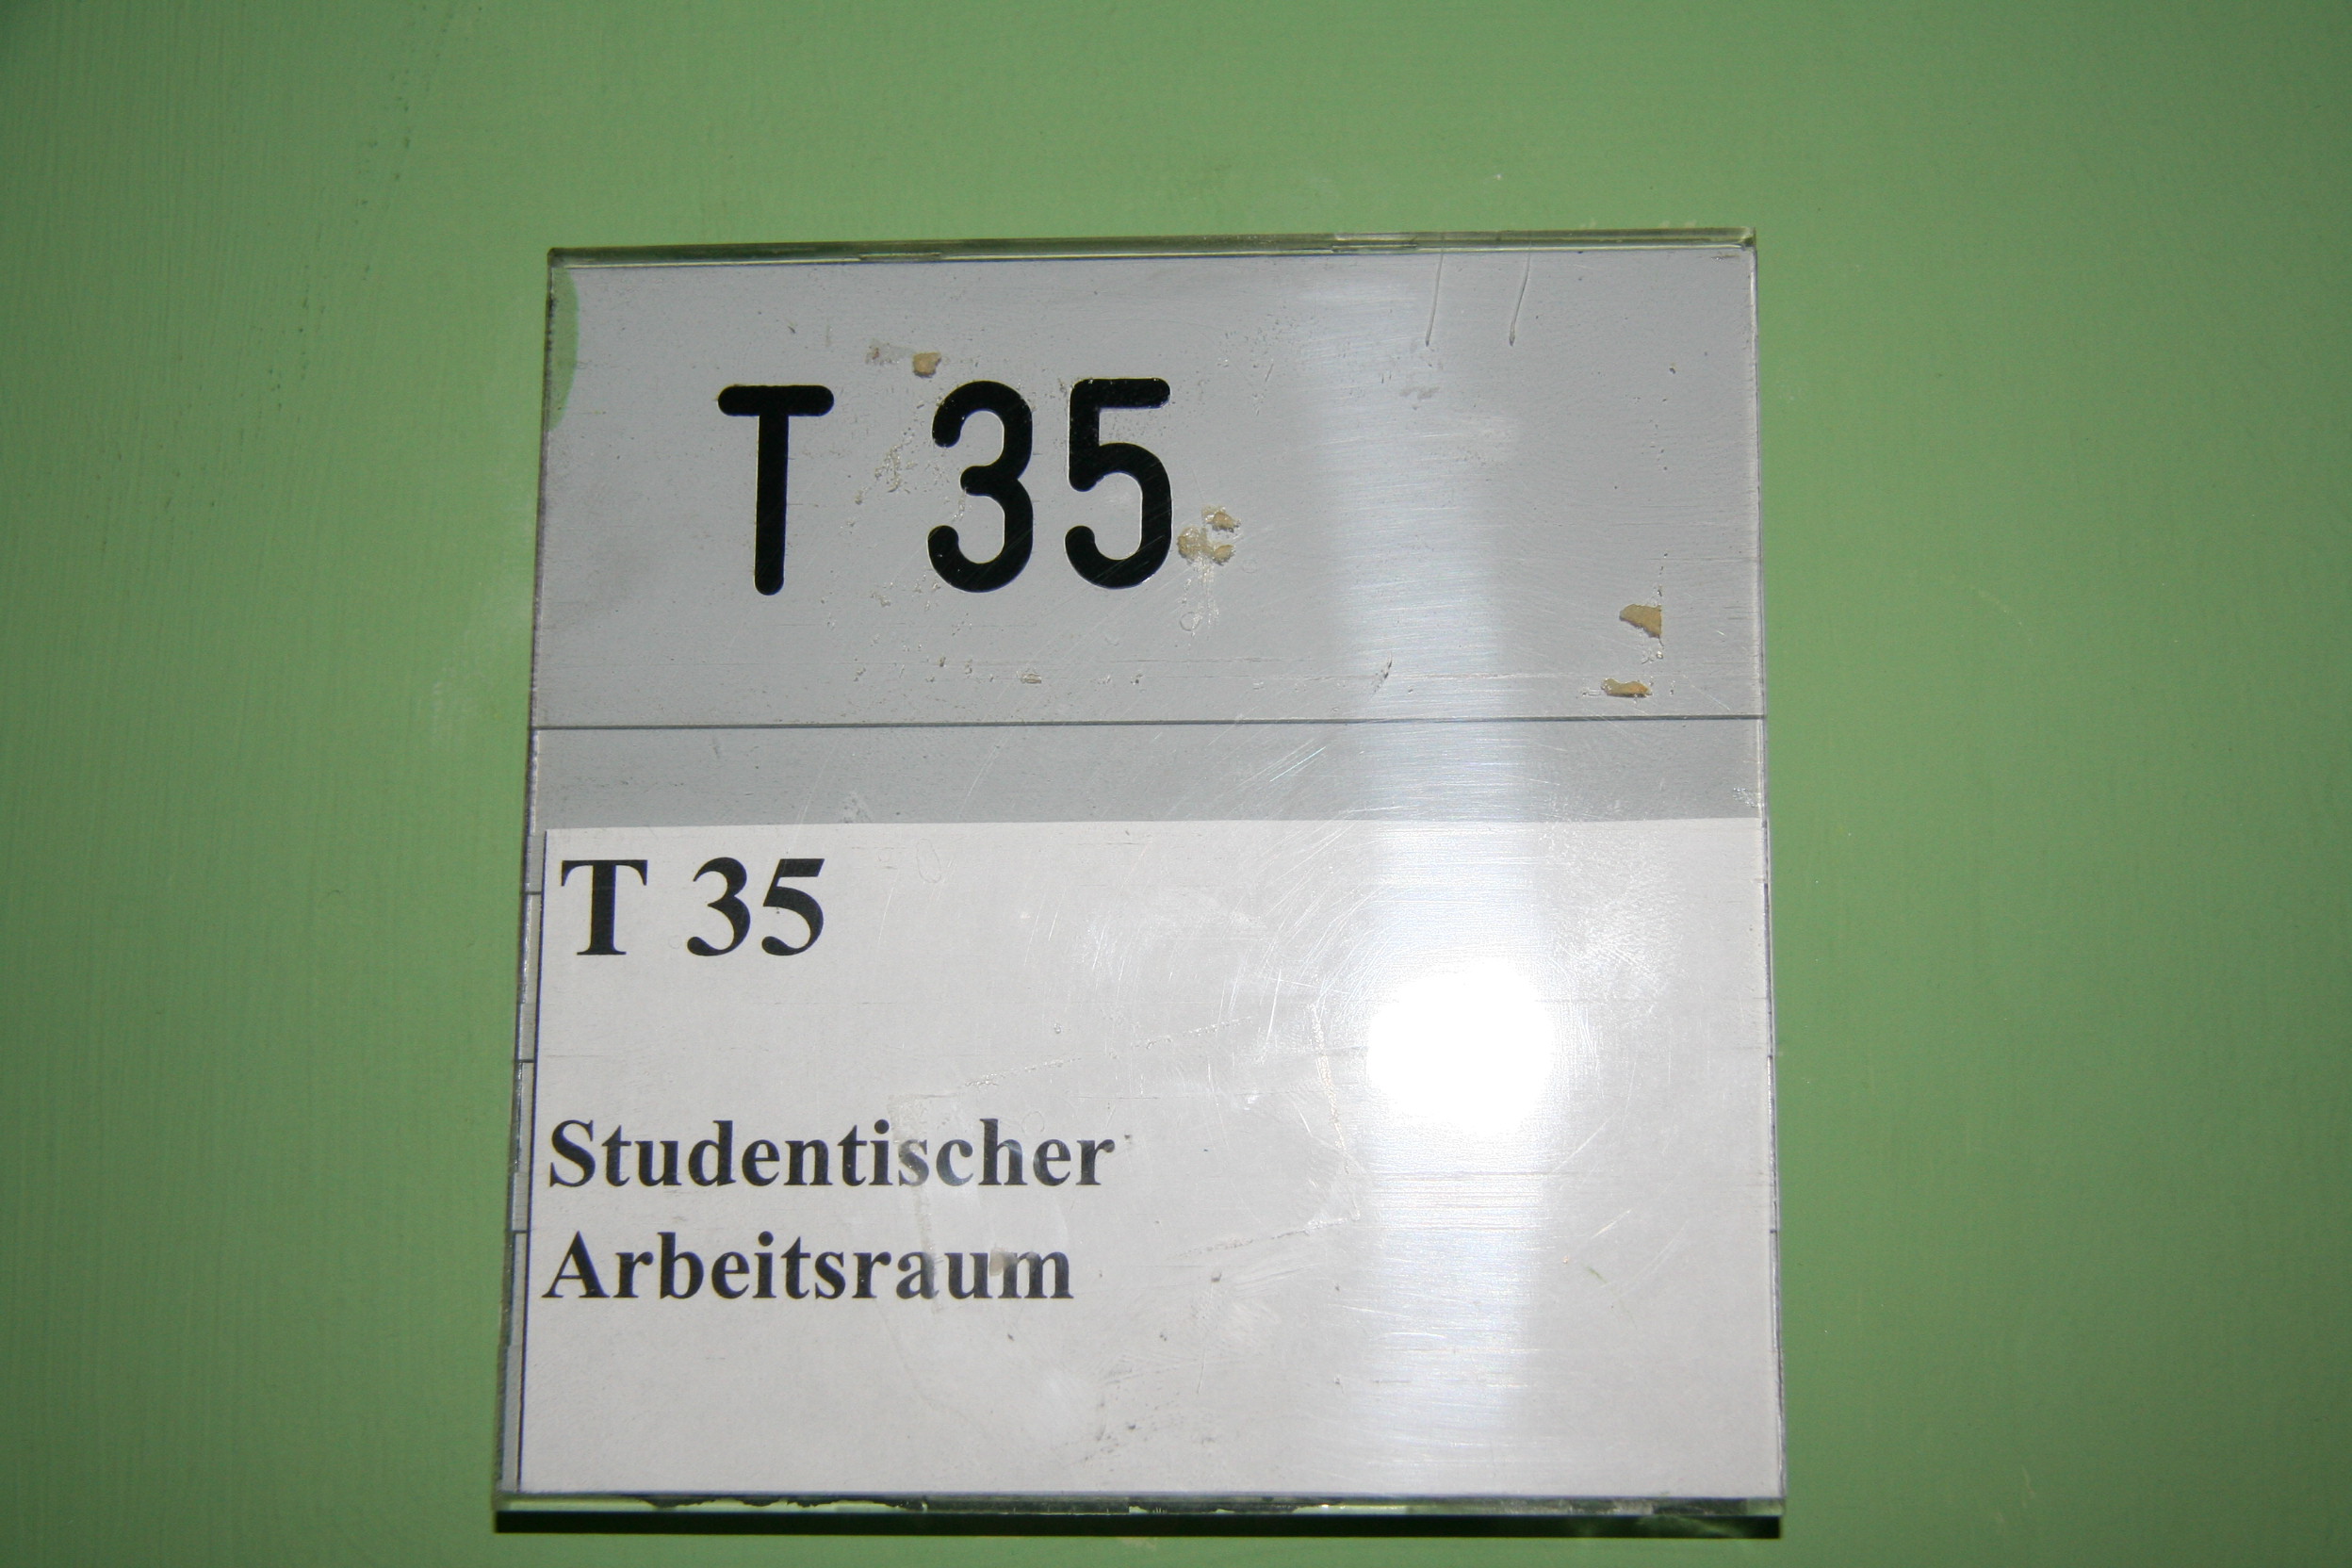 T 35
T 35
Studentischer
Arbeitsraum